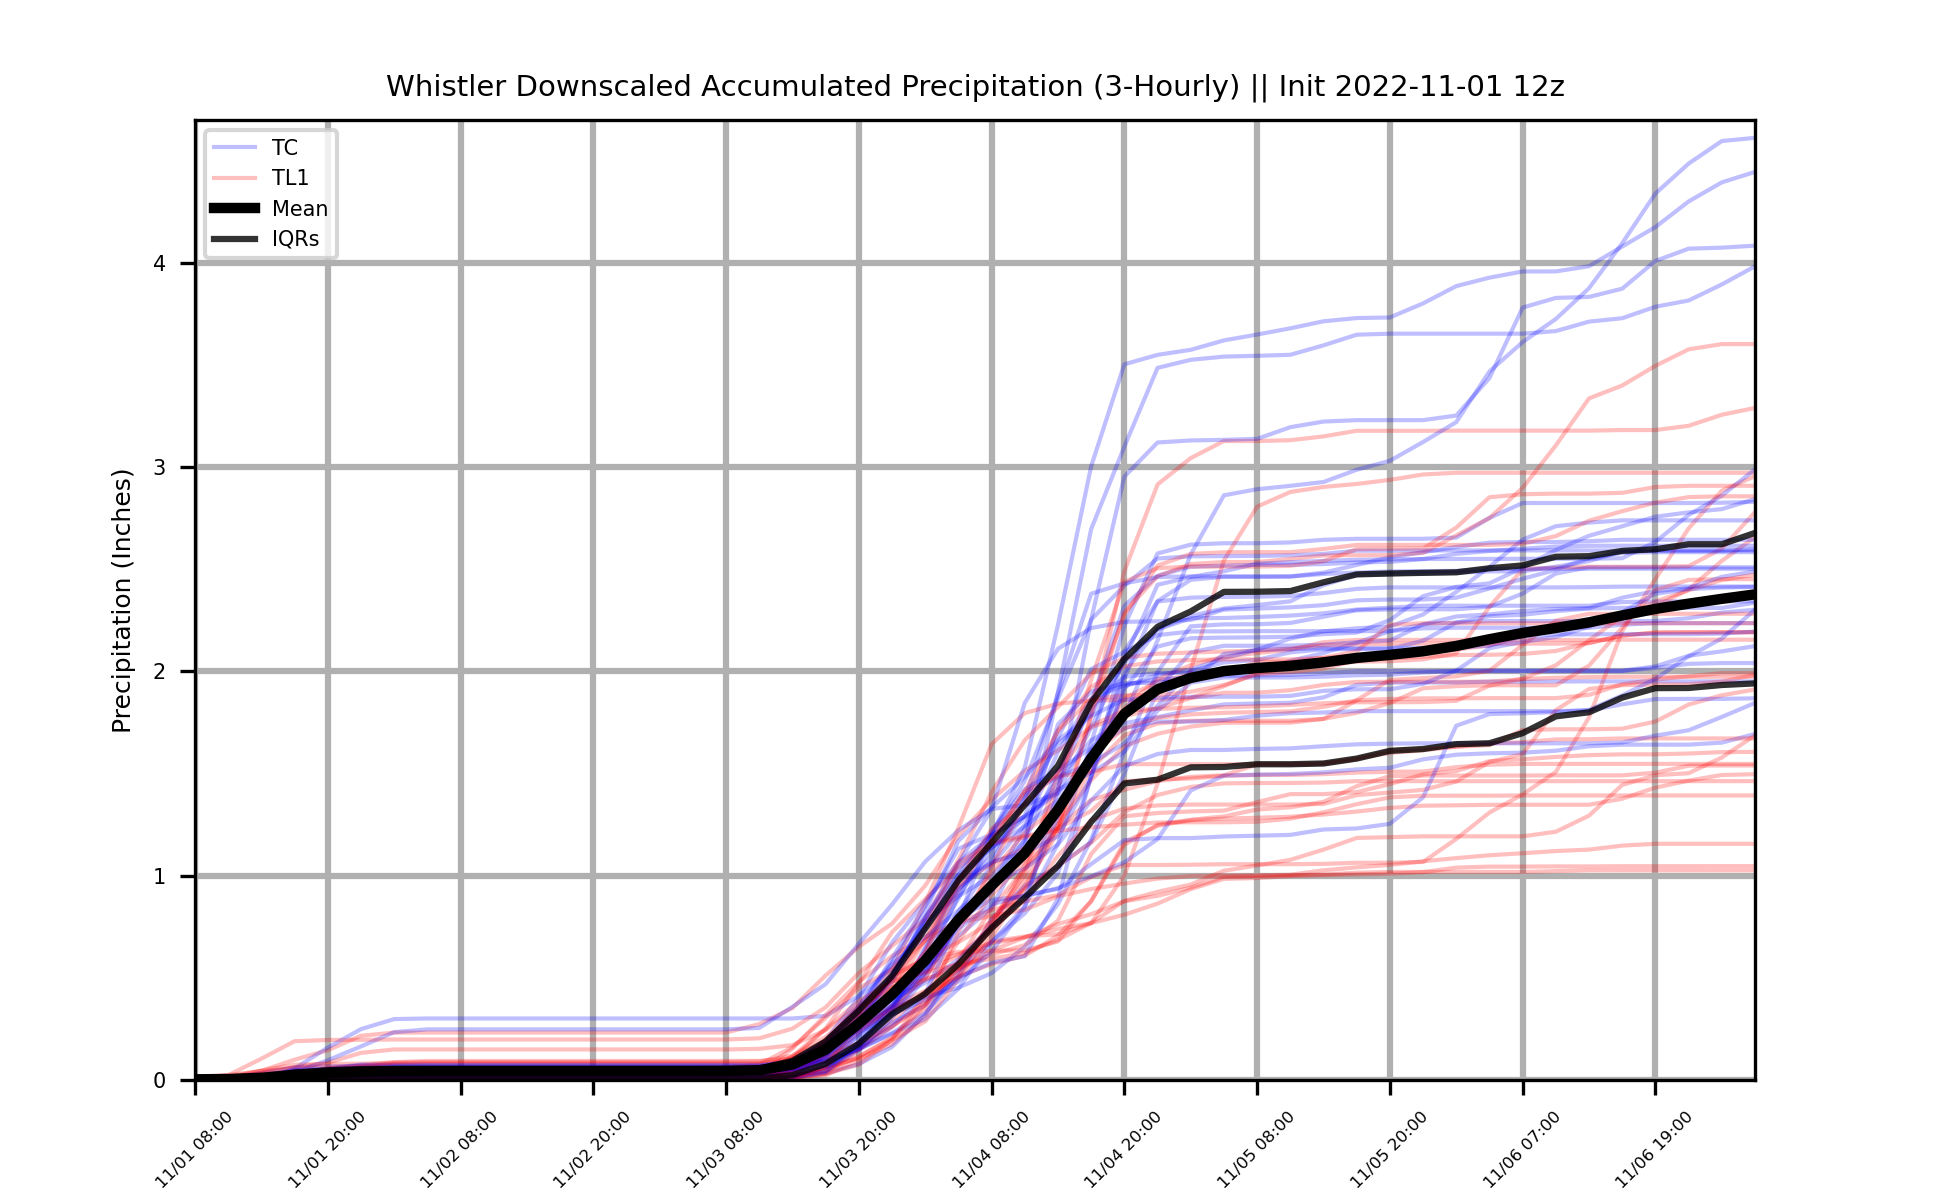 Whistler Downscaled Accumulated Precipitation (3-Hourly) || Init 2022-11-01 12z
TC
TL1
Mean
IQRs
Precipitation (Inches)
4
3
2
1
0
11/01 08:00
11/01 20:00
11/02 08:00
11/02 20:00
11/03 08:00
11/03 20:00
11/04 08:00
11/04 20:00
11/05 08:00
11/05 20:00
11/06 07:00
11/06 19:00